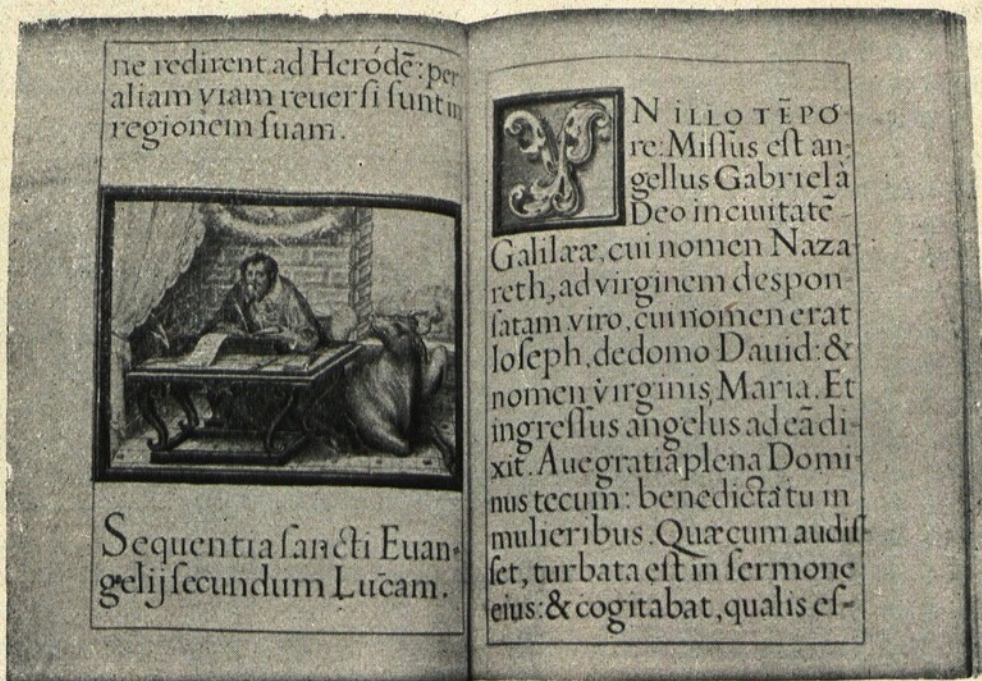 ne redirent ad Heródē: per
aliam viam reuersi sunt in
regionem suam.
Sequentia sancti Euan-
gelij secundum Lucam.
IN ILLO TĒPO-
re: Missus est an-
gellus Gabriel à
Deo in ciuitatē
Galilææ, cui nomen Naza-
reth, ad virginem despon-
satam viro, cui nomen erat
Ioseph, de domo Dauid: &
nomen virginis, Maria. Et
ingressus angelus ad eā di-
xit. Aue gratia plena Domi-
nus tecum: benedicta tu in
mulieribus. Quæ cum audis-
set, turbata est in sermone
eius: & cogitabat, qualis es-